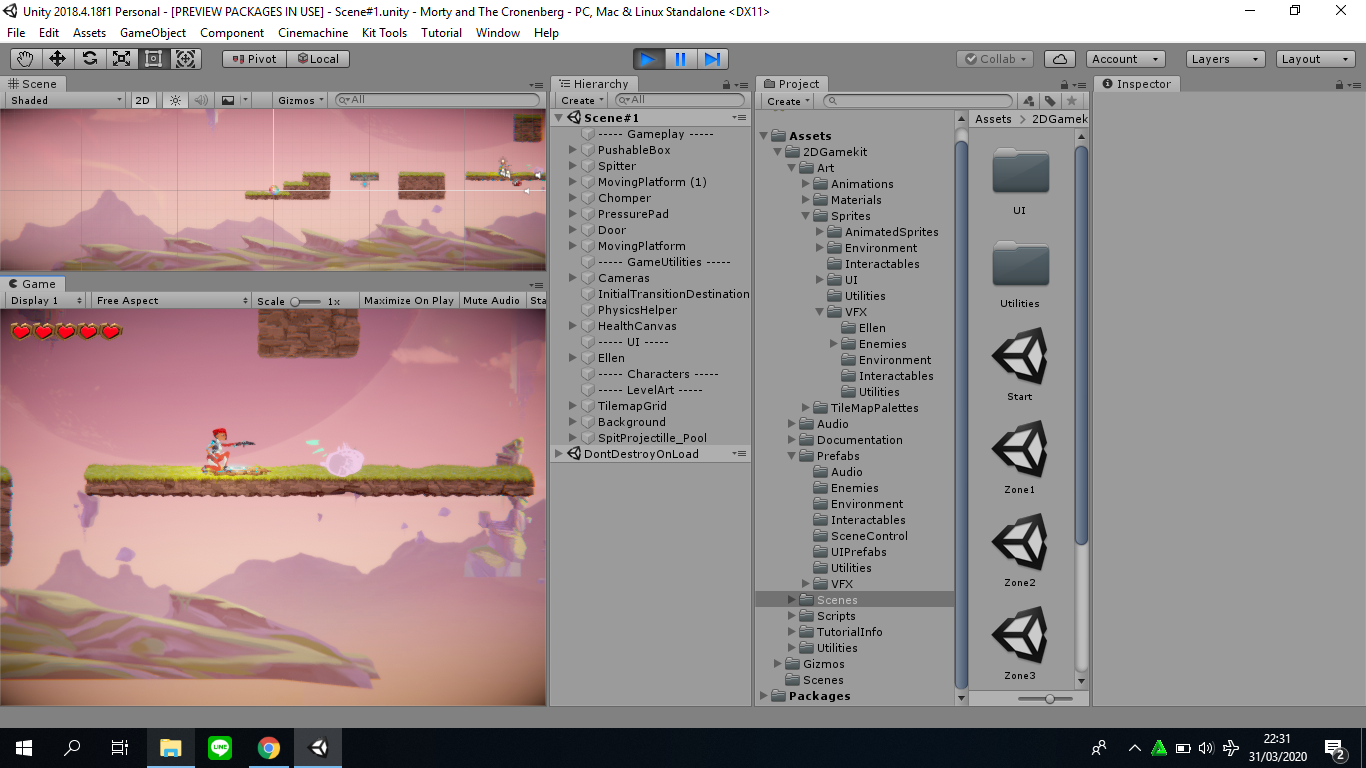 Unity 2018.4.18f1 Personal - [PREVIEW PACKAGES IN USE] - Scene#1.unity - Morty and The Cronenberg - PC, Mac & Linux Standalone <DX11>
File Edit Assets GameObject Component Cinemachine Kit Tools Tutorial Window Help
Pivot Local Collab Account Layers Layout
Scene
Shaded 2D Gizmos All
Game
Display 1 Free Aspect Scale 1x Maximize On Play Mute Audio Sta
Hierarchy
Create All
Scene#1
----- Gameplay -----
PushableBox
Spitter
MovingPlatform (1)
Chomper
PressurePad
Door
MovingPlatform
----- GameUtilities -----
Cameras
InitialTransitionDestination
PhysicsHelper
HealthCanvas
----- UI -----
Ellen
----- Characters -----
----- LevelArt -----
TilemapGrid
Background
SpitProjectille_Pool
DontDestroyOnLoad
Project
Create
Assets
2DGamekit
Art
Animations
Materials
Sprites
AnimatedSprites
Environment
Interactables
UI
Utilities
VFX
Ellen
Enemies
Environment
Interactables
Utilities
TileMapPalettes
Audio
Documentation
Prefabs
Audio
Enemies
Environment
Interactables
SceneControl
UIPrefabs
Utilities
VFX
Scenes
Scripts
TutorialInfo
Utilities
Gizmos
Scenes
Packages
Assets > 2DGamek
UI
Utilities
Start
Zone1
Zone2
Zone3
Inspector
LINE
22:31
31/03/2020
2